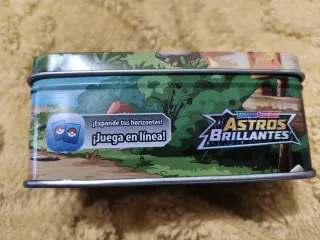 ¡Expande tus horizontes!
¡Juega en línea!
ASTROS
BRILLANTES